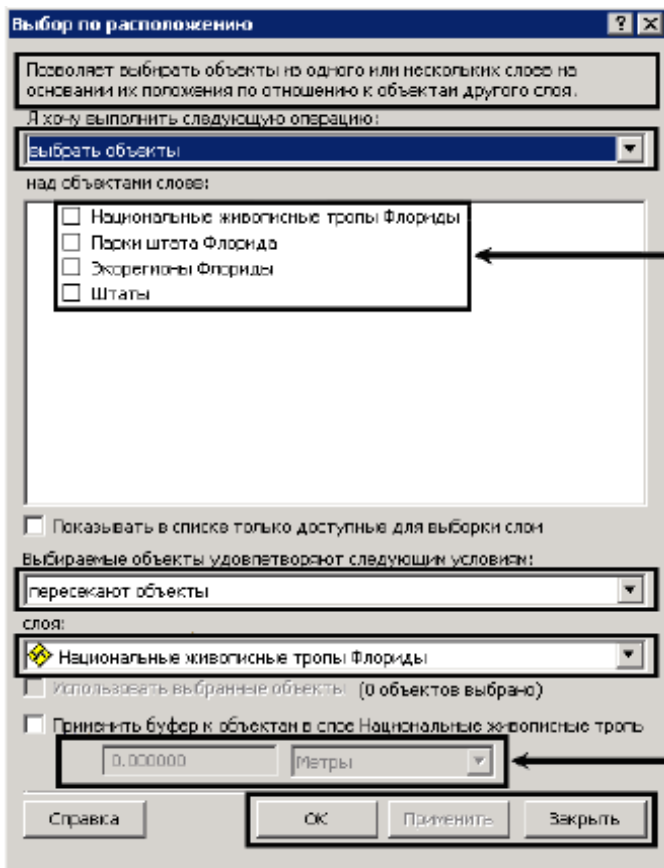 Выбор по расположению
Позволяет выбирать объекты из одного или нескольких слоев на
основании их положения по отношению к объектам другого слоя.
Я хочу выполнить следующую операцию:
выбрать объекты
над объектами слоев:
Национальные живописные тропы Флориды
Парки штата Флорида
Экорегионы Флориды
Штаты
Показывать в списке только доступные для выборки слои
Выбираемые объекты удовлетворяют следующим условиям:
пересекают объекты
слоя:
Национальные живописные тропы Флориды
Использовать выбранные объекты (0 объектов выбрано)
Применить буфер к объектам в слое Национальные живописные тропь
0.000000 Метры
Справка ОК Применить Закрыть